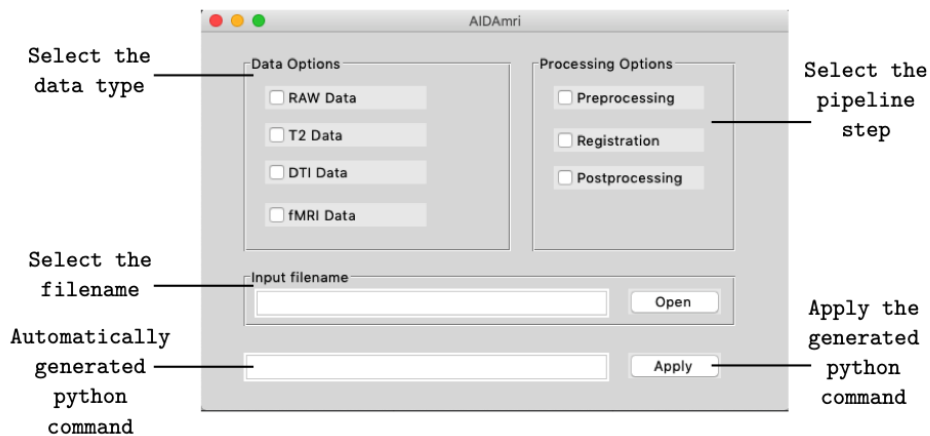 AIDAmri
Select the
data type
Data Options
RAW Data
T2 Data
DTI Data
fMRI Data
Processing Options
Preprocessing
Registration
Postprocessing
Select the
pipeline
step
Select the
filename
Input filename
Open
Automatically
generated
python
command
Apply
Apply the
generated
python
command